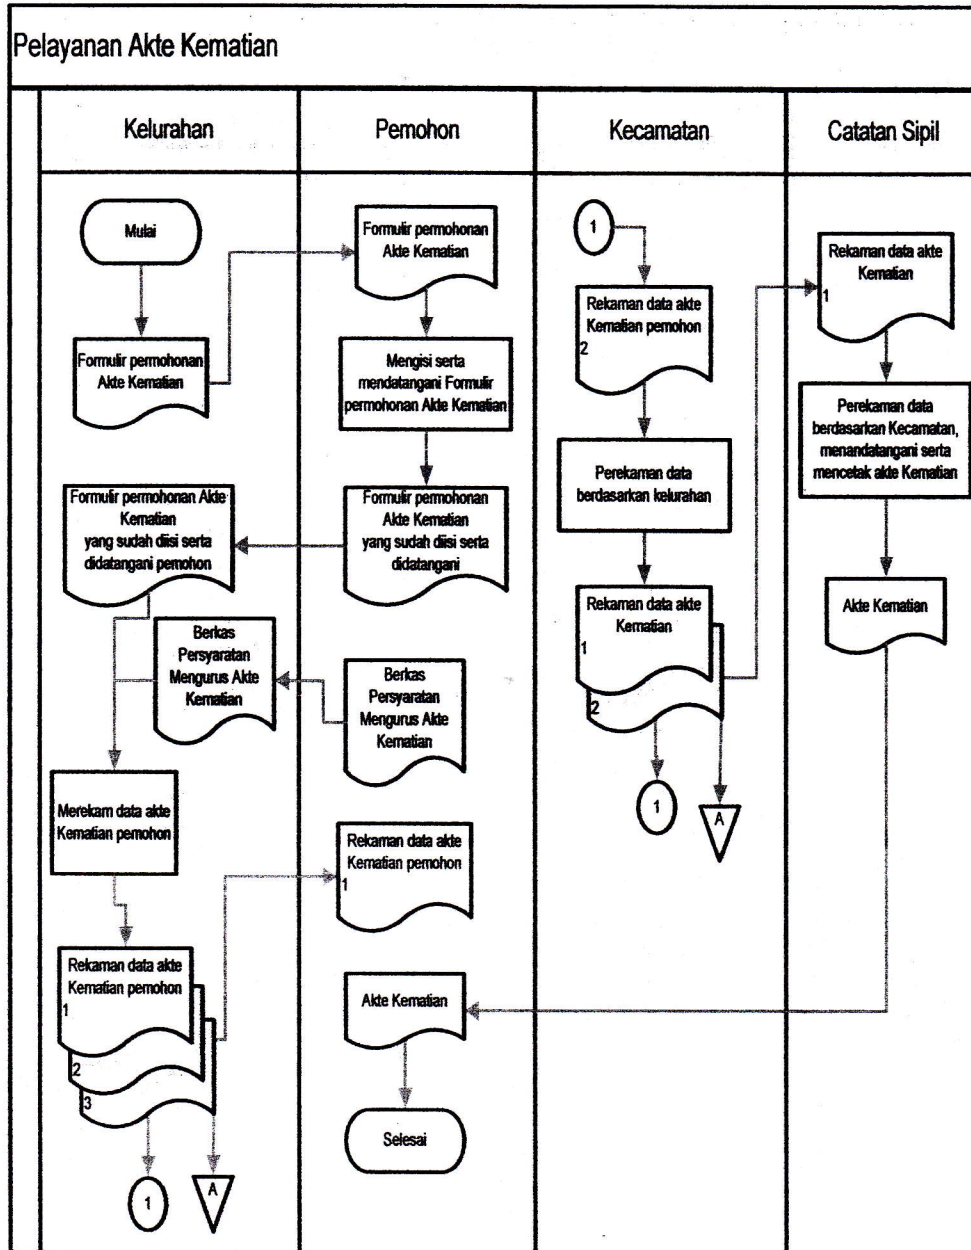 Pelayanan Akte Kematian
Kelurahan
Pemohon
Kecamatan
Catatan Sipil
Mulai
Formulir permohonan
Akte Kematian
Formulir permohonan Akte
Kematian
yang sudah diisi serta
didatangani pemohon
Berkas
Persyaratan
Mengurus Akte
Kematian
Merekam data akte
Kematian pemohon
Rekaman data akte
Kematian pemohon
1
2
3
1
A
Formulir permohonan
Akte Kematian
Mengisi serta
mendatangani Formulir
permohonan Akte Kematian
Formulir permohonan
Akte Kematian
yang sudah diisi serta
didatangani
Berkas
Persyaratan
Mengurus Akte
Kematian
Rekaman data akte
Kematian pemohon
1
Akte Kematian
Selesai
1
Rekaman data akte
Kematian pemohon
2
Perekaman data
berdasarkan kelurahan
Rekaman data akte
Kematian
1
2
1
A
Rekaman data akte
Kematian
1
Perekaman data
berdasarkan Kecamatan,
menandatangani serta
mencetak akte Kematian
Akte Kematian